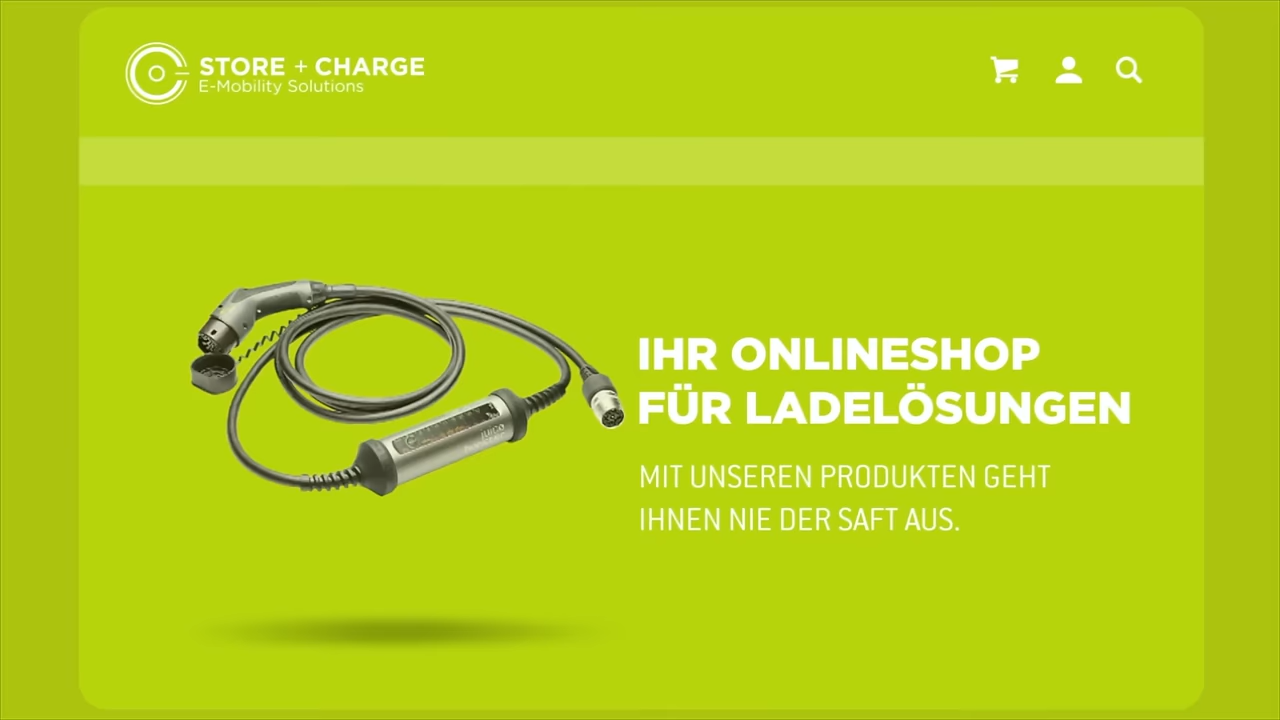 STORE + CHARGE
E-Mobility Solutions
IHR ONLINESHOP
FÜR LADELÖSUNGEN
MIT UNSEREN PRODUKTEN GEHT
IHNEN NIE DER SAFT AUS.